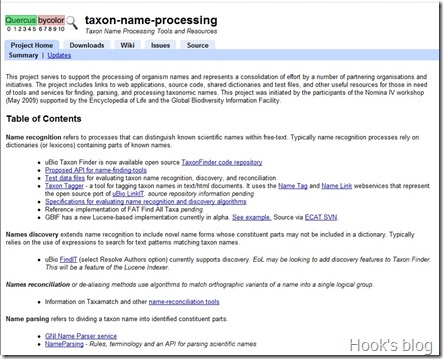 Quercus bycolor
0 1 2 3 4 5 6 7 8 9 10
taxon-name-processing
Taxon Name Processing Tools and Resources
Project Home Downloads Wiki Issues Source
Summary | Updates
This project serves to support the processing of organism names and represents a consolidation of effort by a number of partnering organisations and
initiatives. The project includes links to web applications, source code, shared dictionaries and test files, and other useful resources for those in need
of tools and services for finding, parsing, and processing taxonomic names. This project was initiated by the participants of the Nomina IV workshop
(May 2009) supported by the Encyclopedia of Life and the Global Biodiversity Information Facility.
Table of Contents
Name recognition refers to processes that can distinguish known scientific names within free-text. Typically name recognition processes rely on
dictionaries (or lexicons) containing parts of known names.
uBio Taxon Finder is now available open source TaxonFinder code repository
Proposed API for name-finding-tools
Test data files for evaluating taxon name recognition, discovery, and reconciliation
Taxon Tagger - a tool for tagging taxon names in text/html documents. It uses the Name Tag and Name Link webservices that represent
the open source port of uBio LinkIT. source repository information pending
Specifications for evaluating name recognition and discovery algorithms
Reference implementation of FAT Find All Taxa pending
GBIF has a new Lucene-based implementation currently in alpha. See example. Source via ECAT SVN.
Names discovery extends name recognition to include novel name forms whose constituent parts may not be included in a dictionary. Typically
relies on the use of expressions to search for text patterns matching taxon names.
uBio FindIT (select Resolve Authors option) currently supports discovery. EoL may be looking to add discovery features to Taxon Finder.
This will be a feature of the Lucene Indexer.
Names reconciliation or de-aliasing methods use algorithms to match orthographic variants of a name into a single logical group.
Information on Taxamatch and other name-reconciliation tools
Name parsing refers to dividing a taxon name into identified constituent parts.
GNI Name Parser service
NameParsing - Rules, terminology and an API for parsing scientific names
Hook's blog